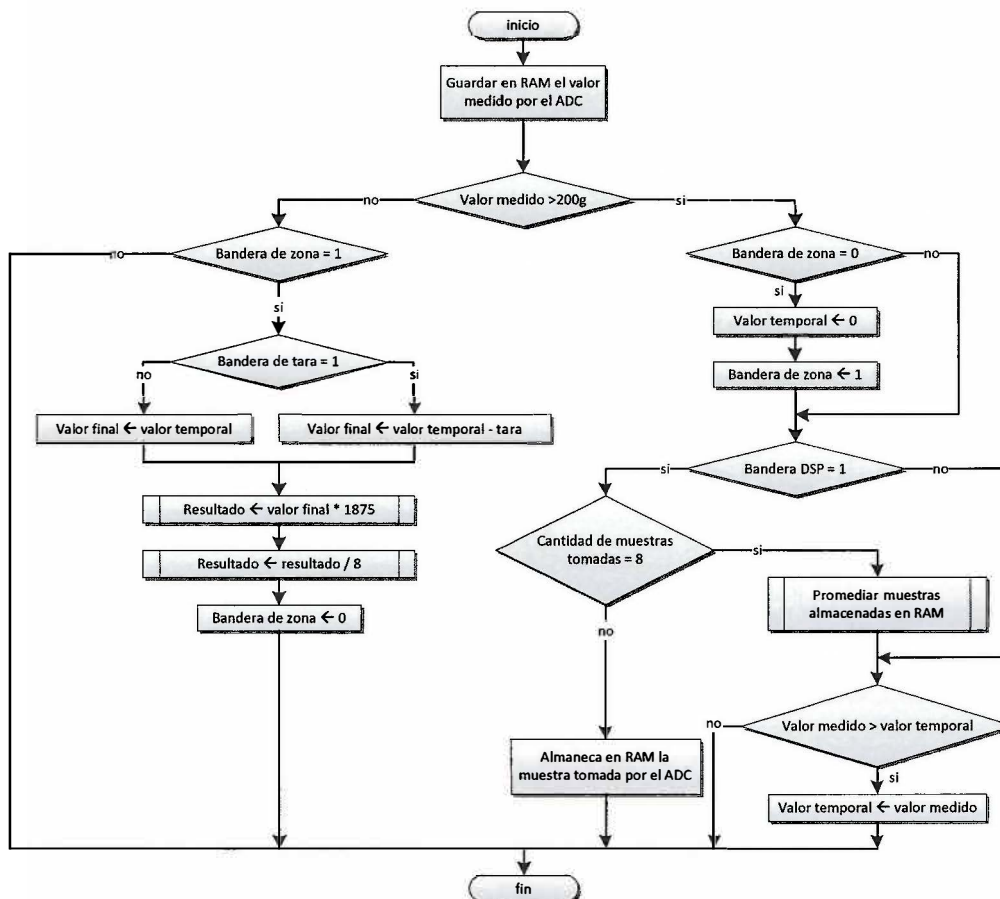 inicio
Guardar en RAM el valor
medido por el ADC
Valor medido >200g
no
si
Bandera de zona = 1
no
Bandera de zona = 0
no
si
si
Valor temporal ← 0
Bandera de tara = 1
no
si
Bandera de zona ← 1
Valor final ← valor temporal
Valor final ← valor temporal - tara
Bandera DSP = 1
si
no
Resultado ← valor final * 1875
Cantidad de muestras
tomadas = 8
si
Resultado ← resultado / 8
Promediar muestras
almacenadas en RAM
Bandera de zona ← 0
no
Valor medido > valor temporal
no
si
Almaneca en RAM la
muestra tomada por el ADC
Valor temporal ← valor medido
fin